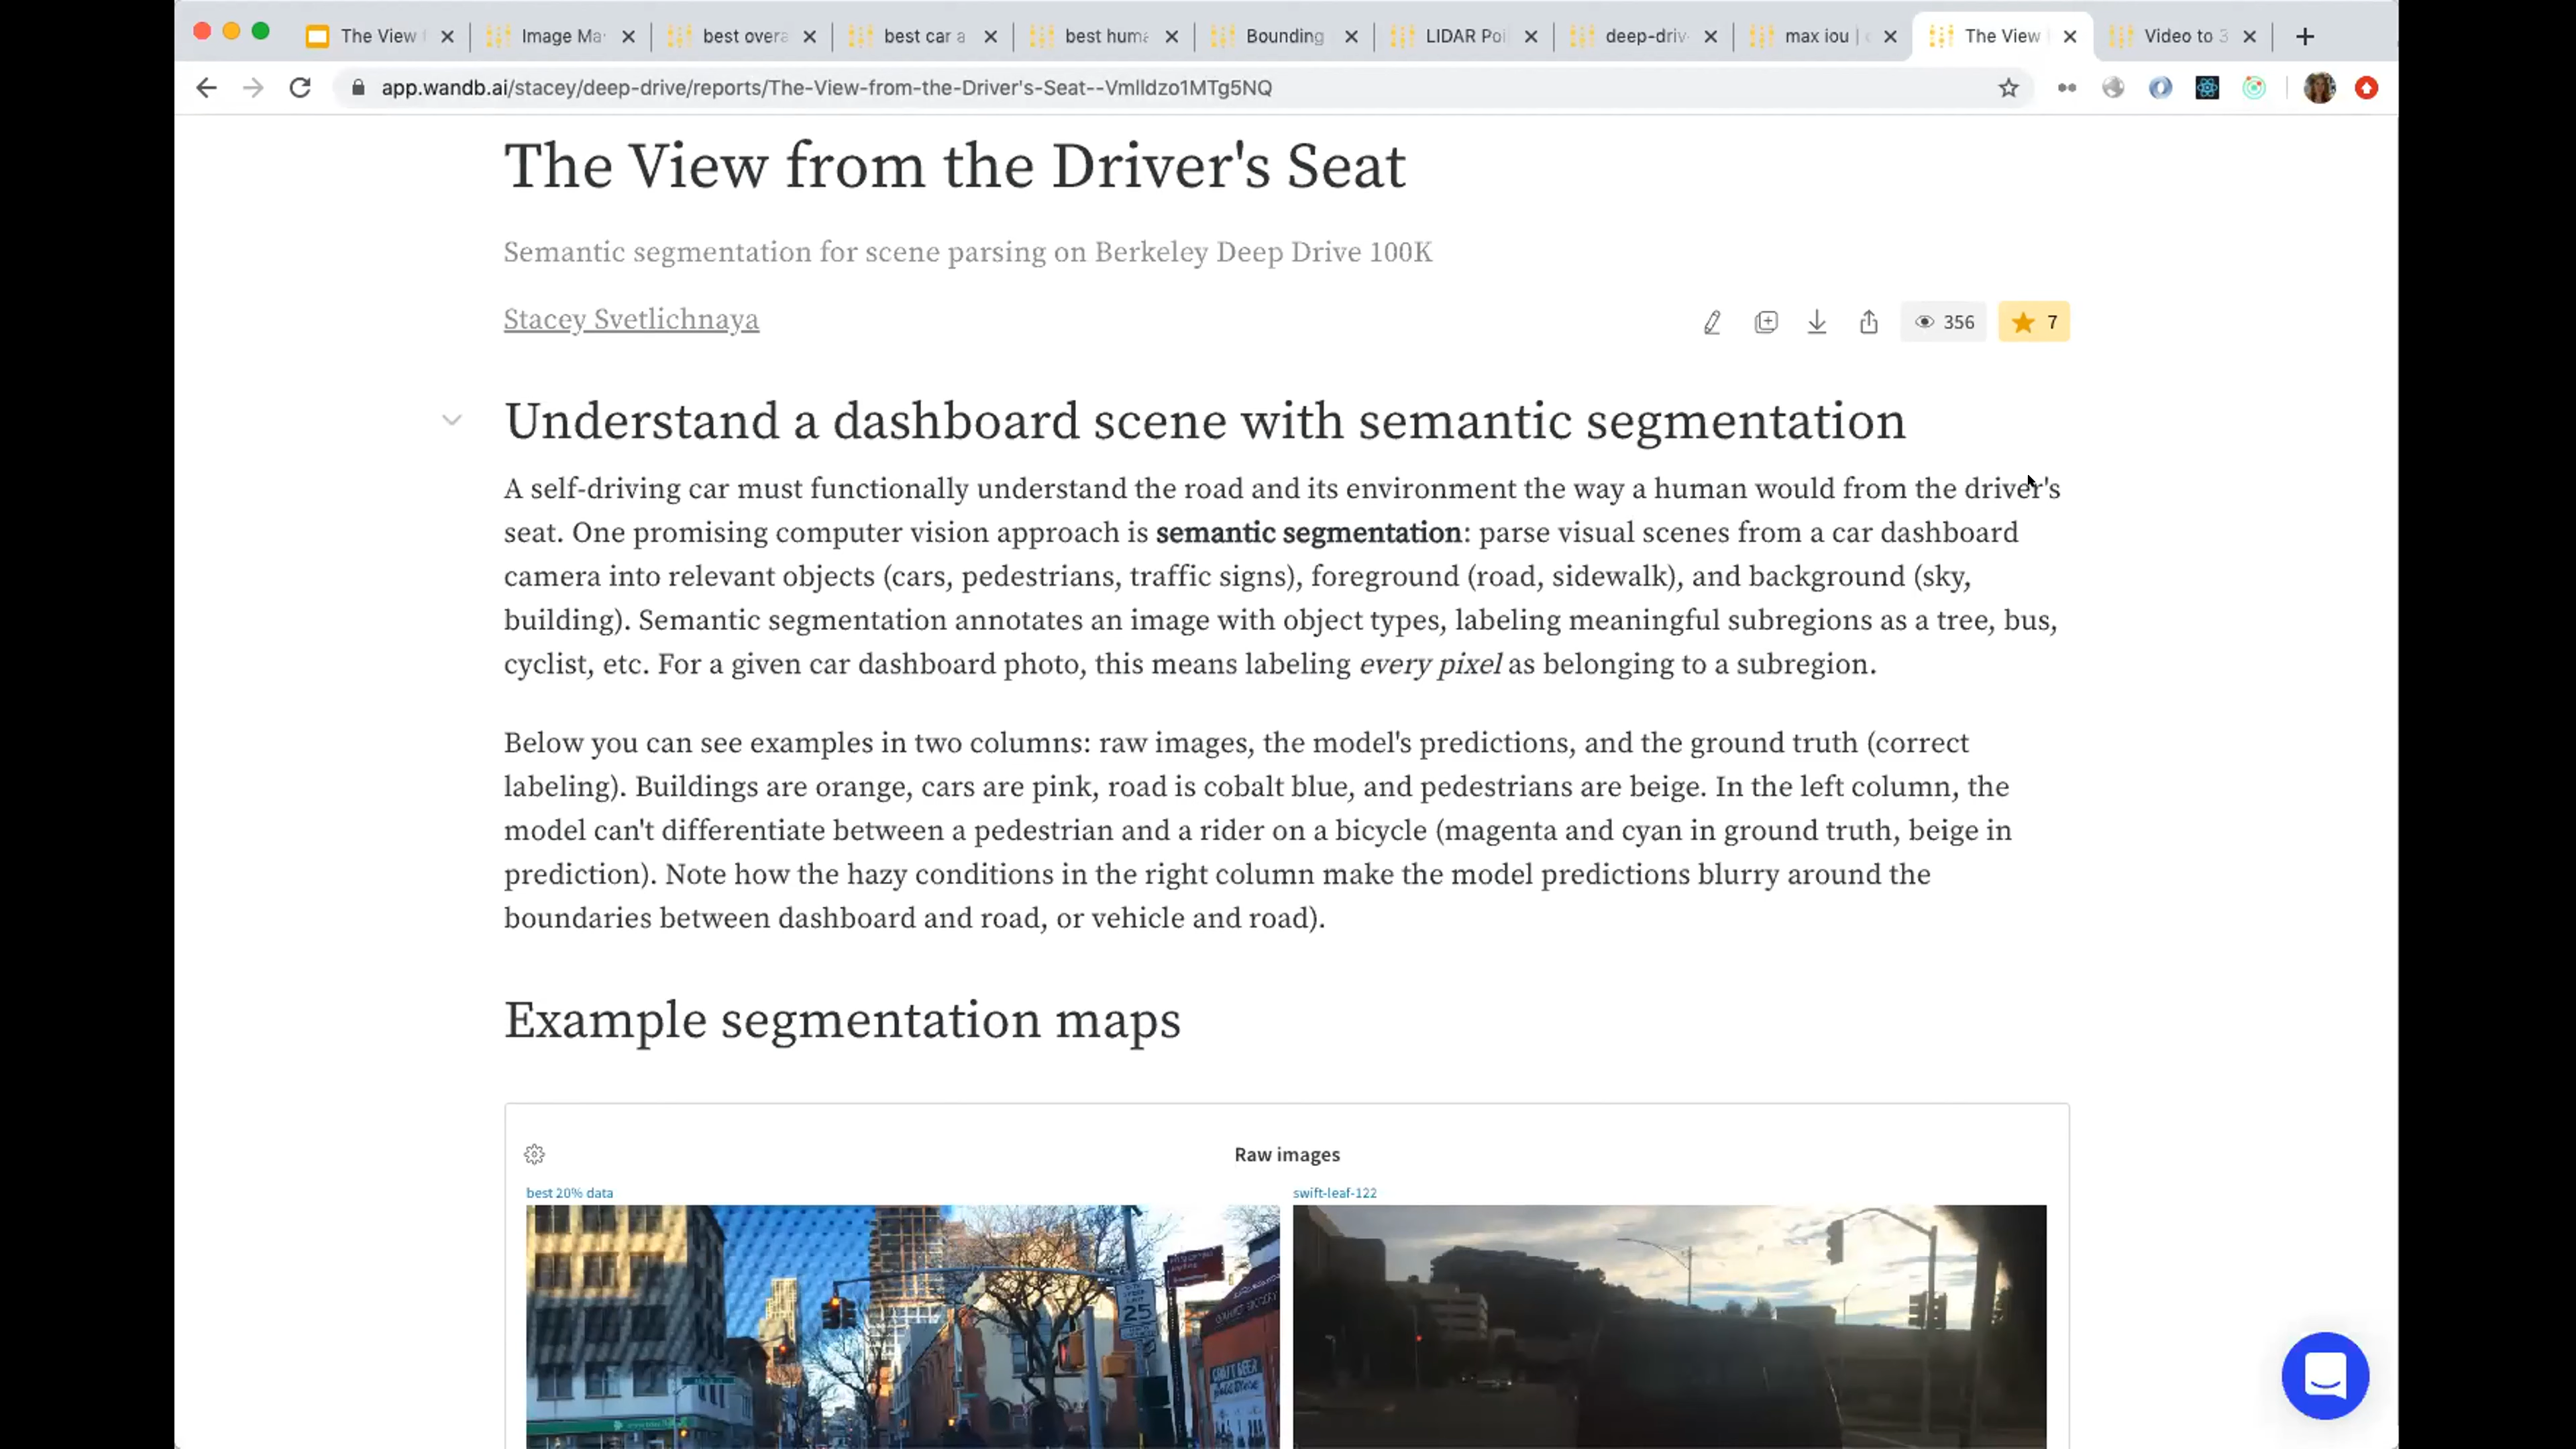 The View
Image Ma
best overa
best car a
best huma
Bounding
LIDAR Poi
deep-driv
max iou |
The View
Video to 3
app.wandb.ai/stacey/deep-drive/reports/The-View-from-the-Driver's-Seat--Vmlldzo1MTg5NQ
The View from the Driver's Seat
Semantic segmentation for scene parsing on Berkeley Deep Drive 100K
Stacey Svetlichnaya
356
7
Understand a dashboard scene with semantic segmentation
A self-driving car must functionally understand the road and its environment the way a human would from the driver's
seat. One promising computer vision approach is semantic segmentation: parse visual scenes from a car dashboard
camera into relevant objects (cars, pedestrians, traffic signs), foreground (road, sidewalk), and background (sky,
building). Semantic segmentation annotates an image with object types, labeling meaningful subregions as a tree, bus,
cyclist, etc. For a given car dashboard photo, this means labeling every pixel as belonging to a subregion.
Below you can see examples in two columns: raw images, the model's predictions, and the ground truth (correct
labeling). Buildings are orange, cars are pink, road is cobalt blue, and pedestrians are beige. In the left column, the
model can't differentiate between a pedestrian and a rider on a bicycle (magenta and cyan in ground truth, beige in
prediction). Note how the hazy conditions in the right column make the model predictions blurry around the
boundaries between dashboard and road, or vehicle and road).
Example segmentation maps
Raw images
best 20% data
swift-leaf-122
25
CRAFT BEER